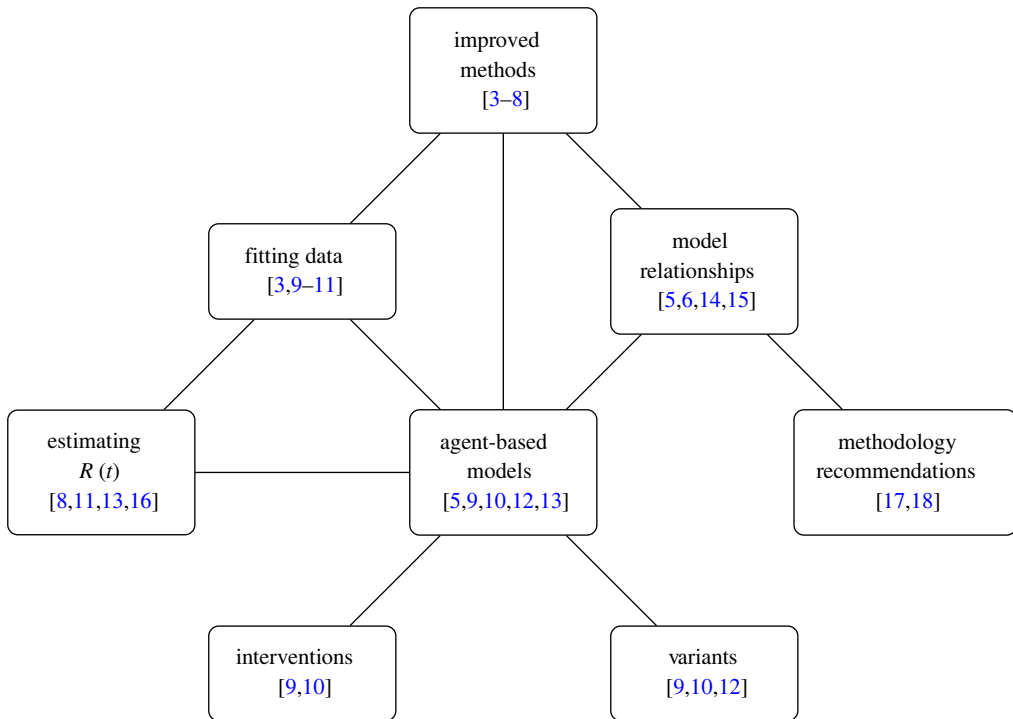 improved
methods
[3–8]
fitting data
[3,9–11]
model
relationships
[5,6,14,15]
estimating
R (t)
[8,11,13,16]
agent-based
models
[5,9,10,12,13]
methodology
recommendations
[17,18]
interventions
[9,10]
variants
[9,10,12]